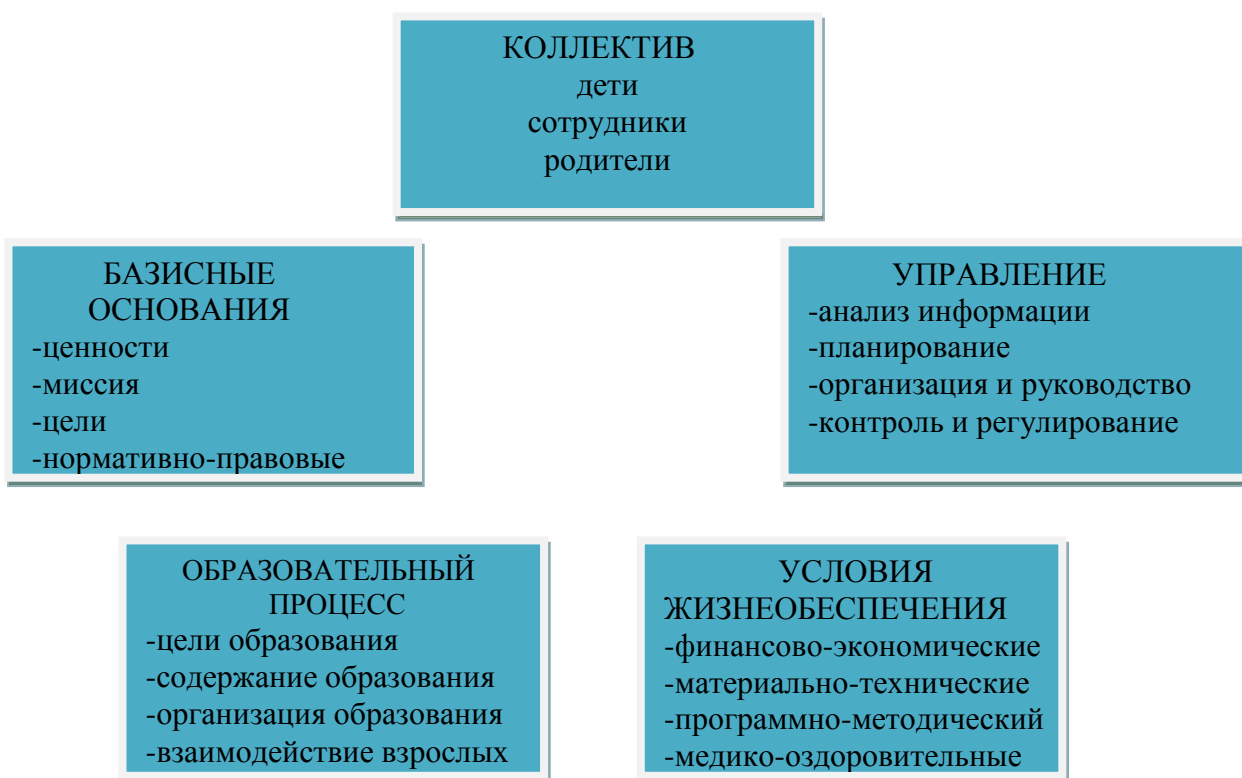 КОЛЛЕКТИВ
дети
сотрудники
родители
БАЗИСНЫЕ
ОСНОВАНИЯ
-ценности
-миссия
-цели
-нормативно-правовые
УПРАВЛЕНИЕ
-анализ информации
-планирование
-организация и руководство
-контроль и регулирование
ОБРАЗОВАТЕЛЬНЫЙ
ПРОЦЕСС
-цели образования
-содержание образования
-организация образования
-взаимодействие взрослых
УСЛОВИЯ
ЖИЗНЕОБЕСПЕЧЕНИЯ
-финансово-экономические
-материально-технические
-программно-методический
-медико-оздоровительные